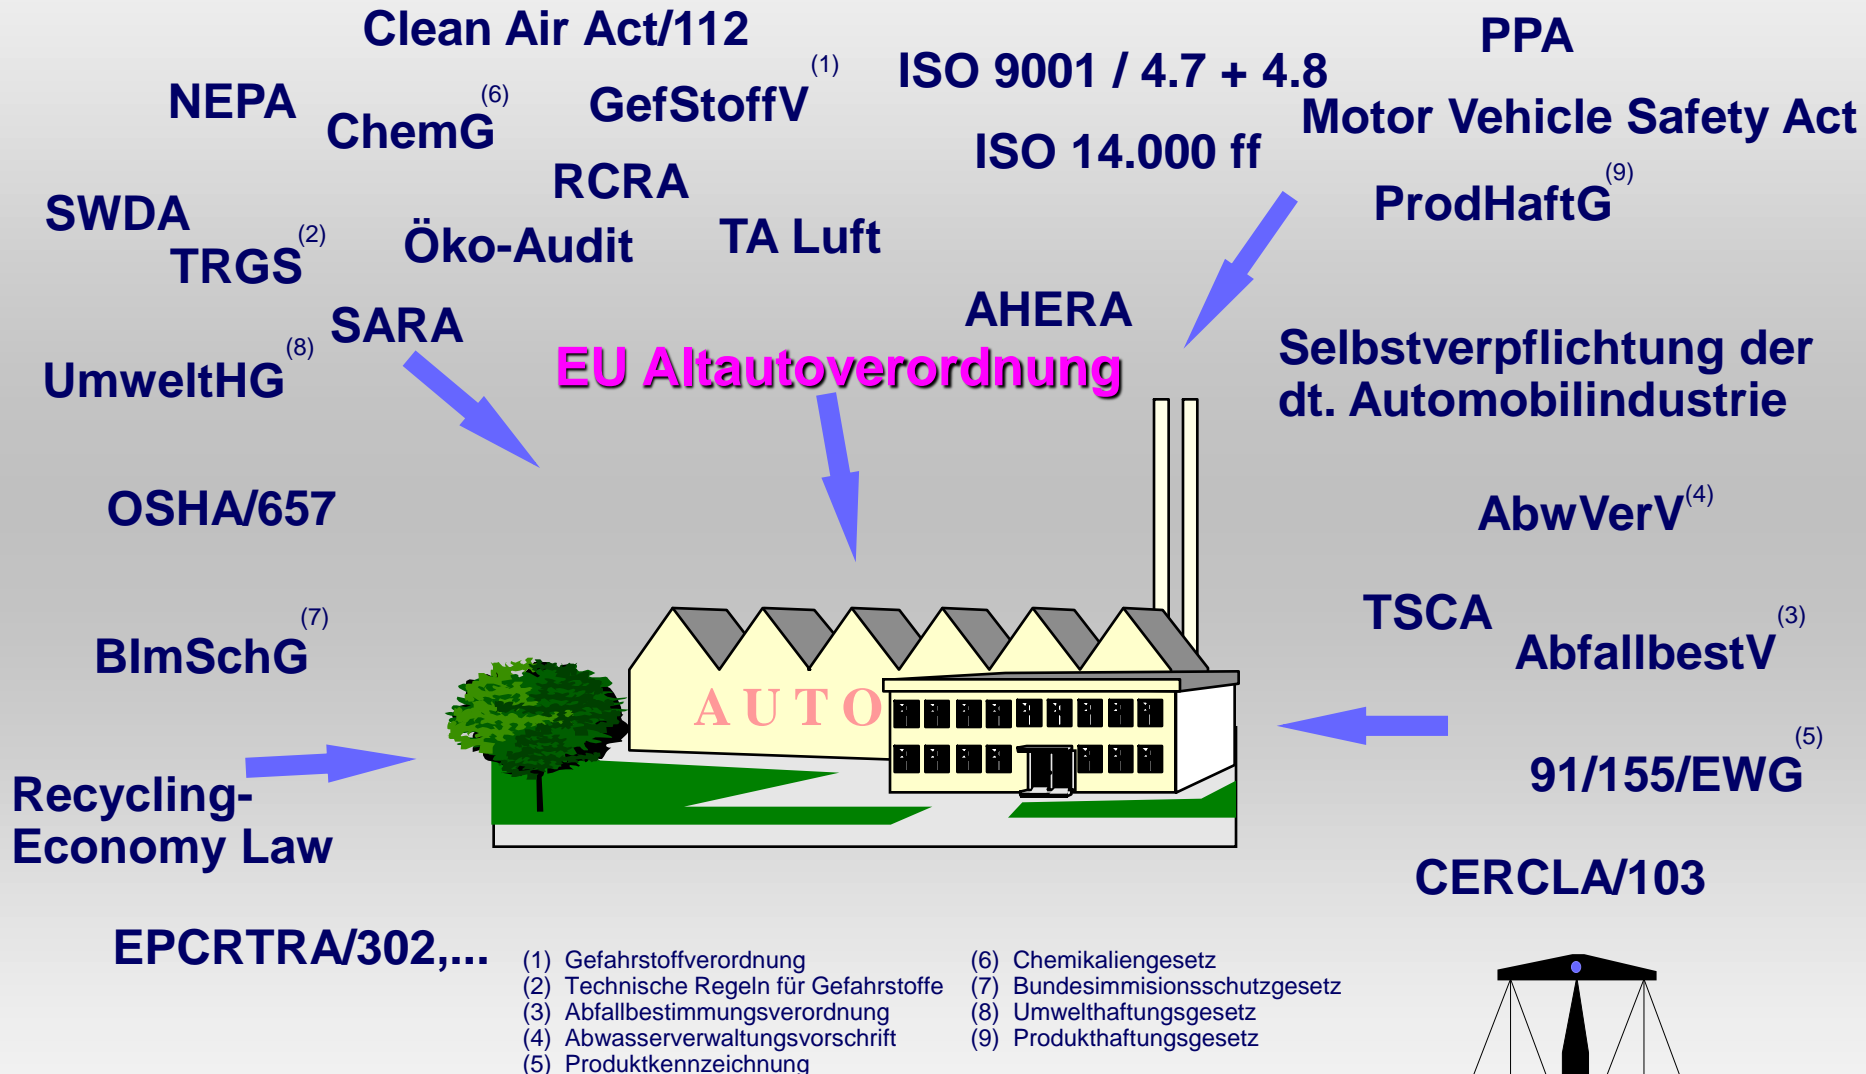 Clean Air Act/112
PPA
ISO 9001 / 4.7 + 4.8
NEPA
ChemG (6)
GefStoffV (1)
Motor Vehicle Safety Act
ISO 14.000 ff
RCRA
ProdHaftG (9)
SWDA
TRGS (2)
Öko-Audit
TA Luft
AHERA
SARA
UmweltHG (8)
EU Altautoverordnung
Selbstverpflichtung der
dt. Automobilindustrie
OSHA/657
AbwVerV (4)
TSCA
BImSchG (7)
AbfallbestV (3)
AUTO
91/155/EWG (5)
Recycling-
Economy Law
CERCLA/103
EPCRTRA/302,...
(1) Gefahrstoffverordnung
(2) Technische Regeln für Gefahrstoffe
(3) Abfallbestimmungsverordnung
(4) Abwasserverwaltungsvorschrift
(5) Produktkennzeichnung
(6) Chemikaliengesetz
(7) Bundesimmisionsschutzgesetz
(8) Umwelthaftungsgesetz
(9) Produkthaftungsgesetz